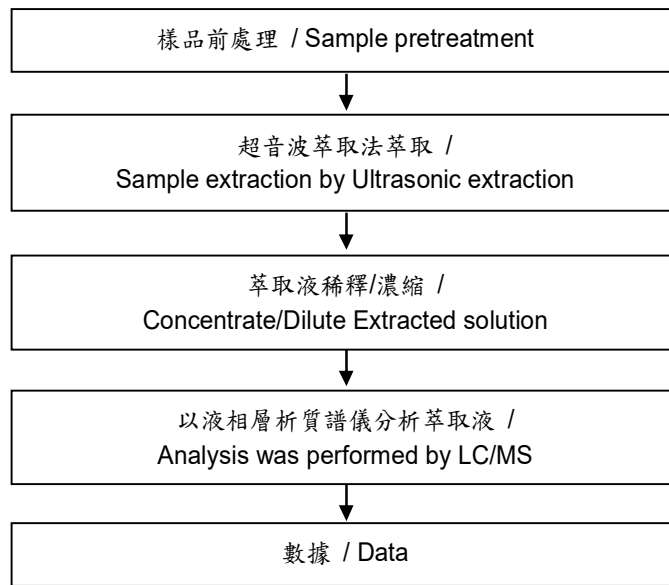 樣品前處理 / Sample pretreatment
超音波萃取法萃取 /
Sample extraction by Ultrasonic extraction
萃取液稀釋/濃縮 /
Concentrate/Dilute Extracted solution
以液相層析質譜儀分析萃取液 /
Analysis was performed by LC/MS
數據 / Data